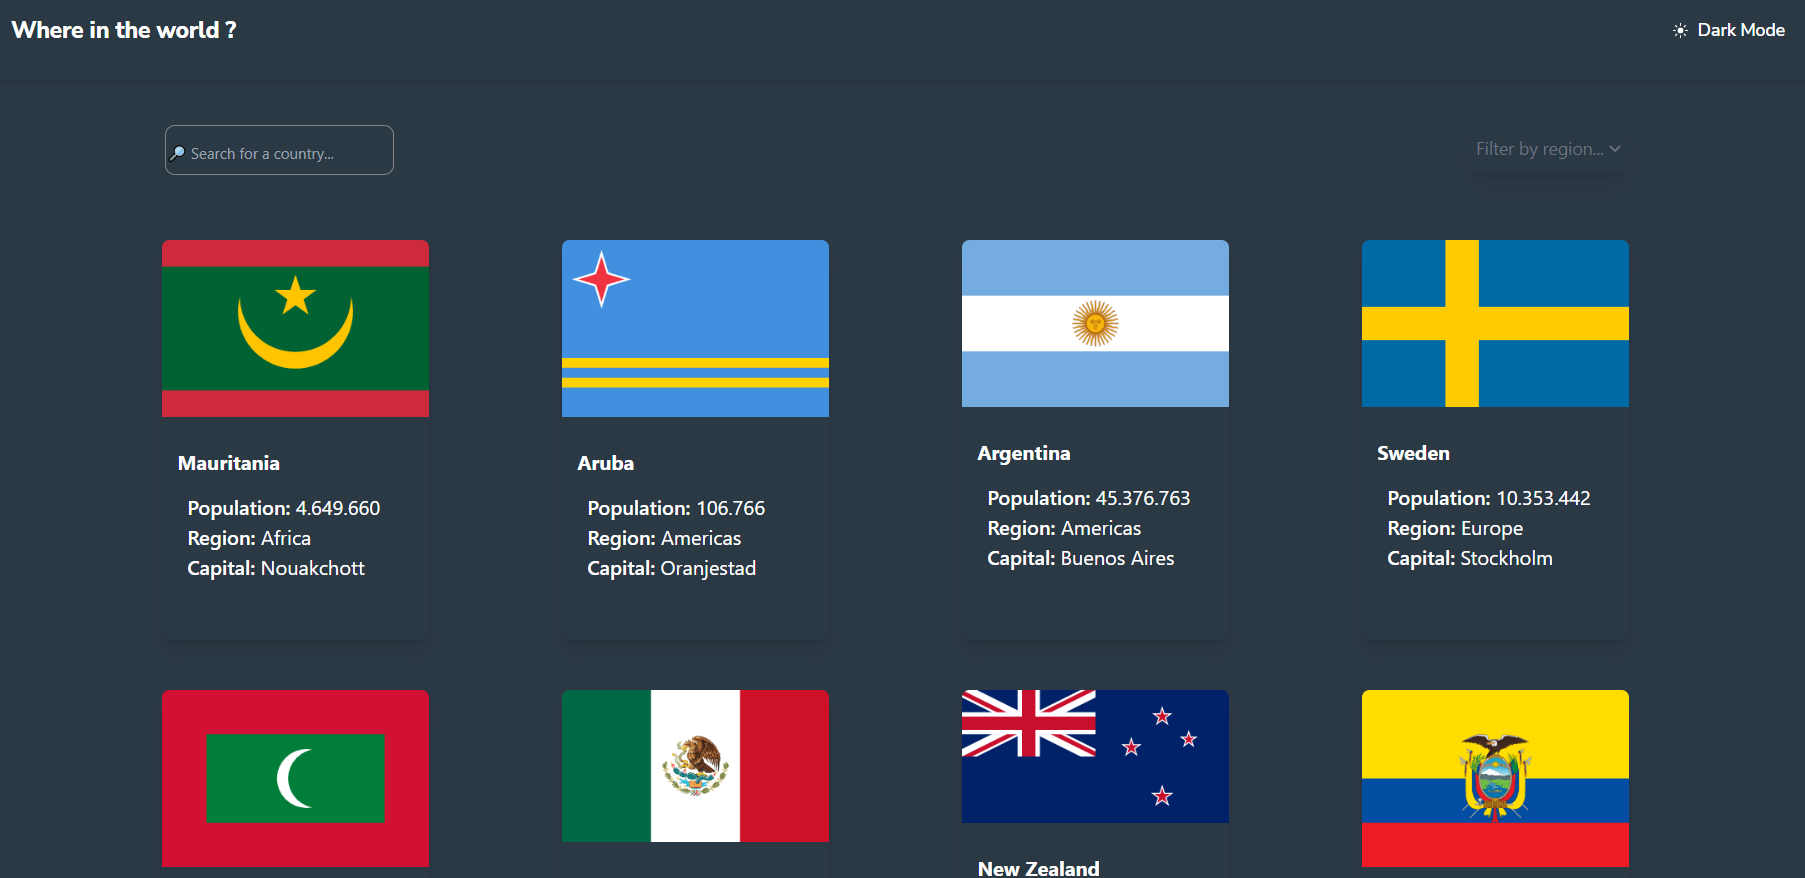 Where in the world ?
Dark Mode
Search for a country...
Filter by region...
Mauritania
Population: 4.649.660
Region: Africa
Capital: Nouakchott
Aruba
Population: 106.766
Region: Americas
Capital: Oranjestad
Argentina
Population: 45.376.763
Region: Americas
Capital: Buenos Aires
Sweden
Population: 10.353.442
Region: Europe
Capital: Stockholm
New Zealand